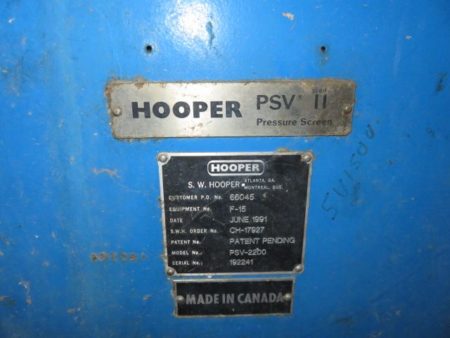 HOOPER PSV II
Pressure Screen
HOOPER
S. W. HOOPER ATLANTA, GA.
MONTREAL, QUE.
CUSTOMER P.O. No. 66045
EQUIPMENT No. F-15
DATE JUNE, 1991
S.W.H. ORDER No. CH-17927
PATENT No. PATENT PENDING
MODEL No.: PSV-2200
SERIAL No.: 192241
MADE IN CANADA